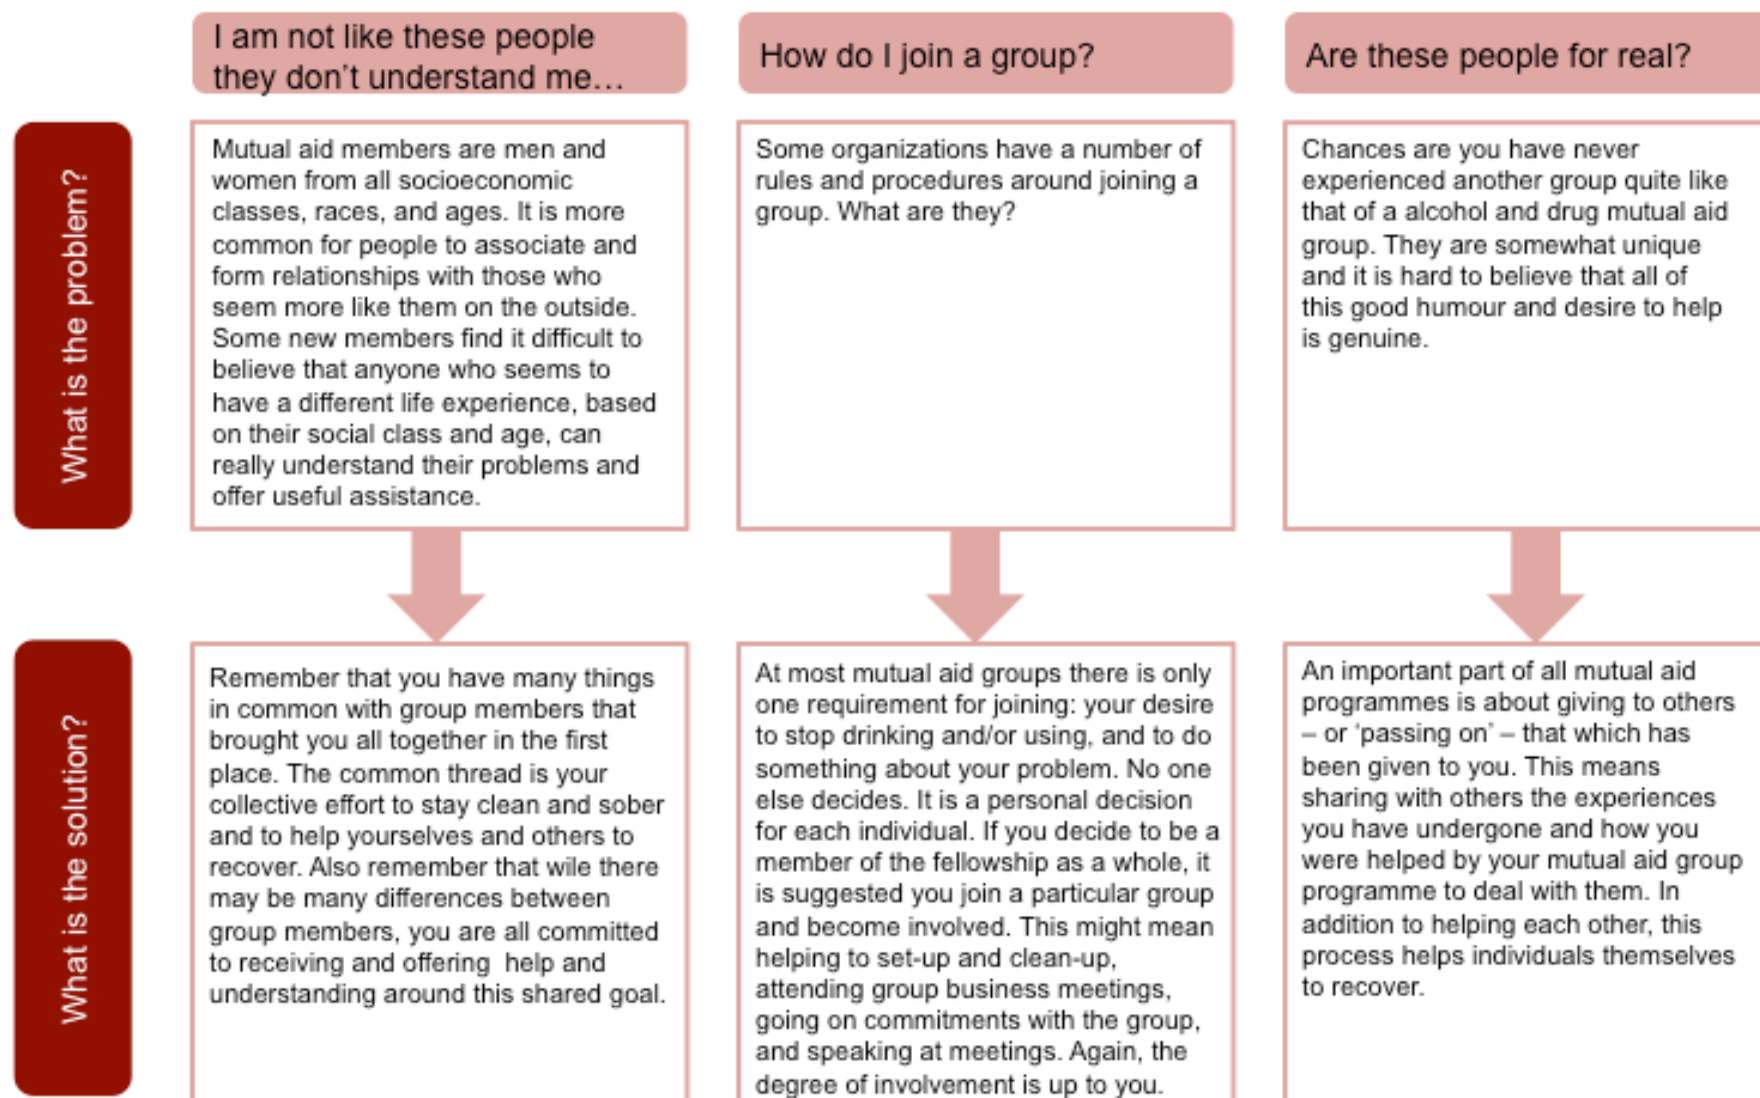 I am not like these people
they don't understand me…
How do I join a group?
Are these people for real?
What is the problem?
Mutual aid members are men and
women from all socioeconomic
classes, races, and ages. It is more
common for people to associate and
form relationships with those who
seem more like them on the outside.
Some new members find it difficult to
believe that anyone who seems to
have a different life experience, based
on their social class and age, can
really understand their problems and
offer useful assistance.
Some organizations have a number of
rules and procedures around joining a
group. What are they?
Chances are you have never
experienced another group quite like
that of a alcohol and drug mutual aid
group. They are somewhat unique
and it is hard to believe that all of
this good humour and desire to help
is genuine.
What is the solution?
Remember that you have many things
in common with group members that
brought you all together in the first
place. The common thread is your
collective effort to stay clean and sober
and to help yourselves and others to
recover. Also remember that wile there
may be many differences between
group members, you are all committed
to receiving and offering  help and
understanding around this shared goal.
At most mutual aid groups there is only
one requirement for joining: your desire
to stop drinking and/or using, and to do
something about your problem. No one
else decides. It is a personal decision
for each individual. If you decide to be a
member of the fellowship as a whole, it
is suggested you join a particular group
and become involved. This might mean
helping to set-up and clean-up,
attending group business meetings,
going on commitments with the group,
and speaking at meetings. Again, the
degree of involvement is up to you.
An important part of all mutual aid
programmes is about giving to others
– or 'passing on' – that which has
been given to you. This means
sharing with others the experiences
you have undergone and how you
were helped by your mutual aid group
programme to deal with them. In
addition to helping each other, this
process helps individuals themselves
to recover.